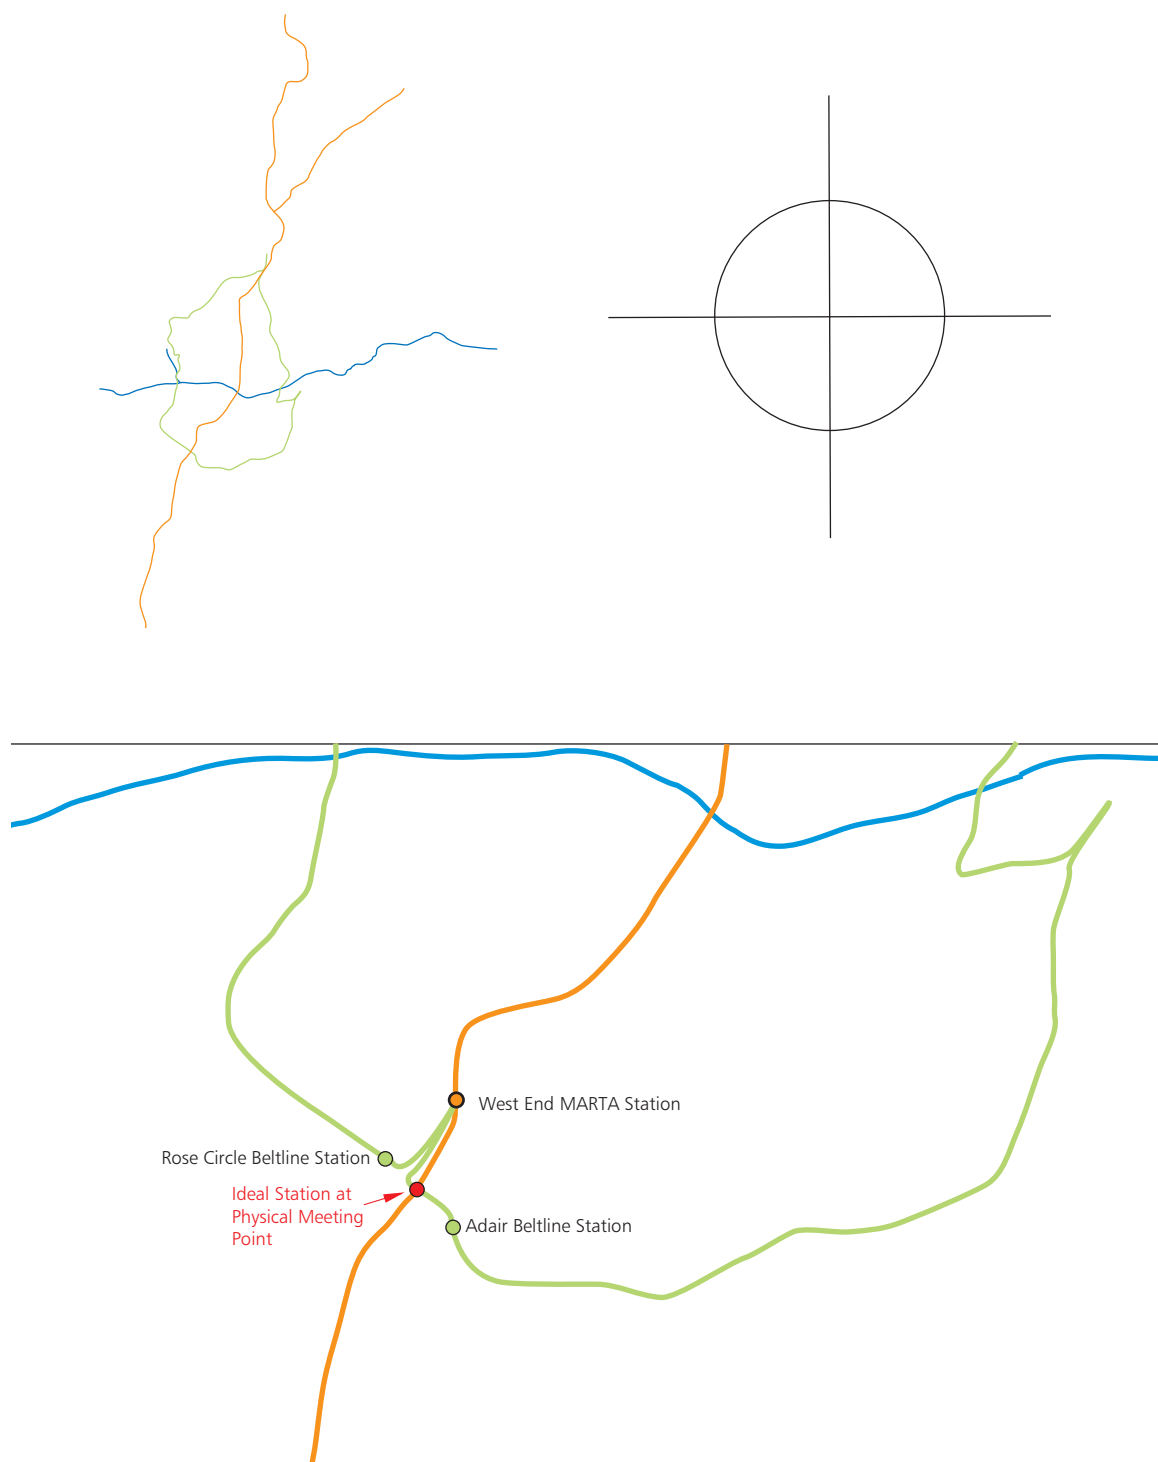 West End MARTA Station
Rose Circle Beltline Station
Ideal Station at
Physical Meeting
Point
Adair Beltline Station